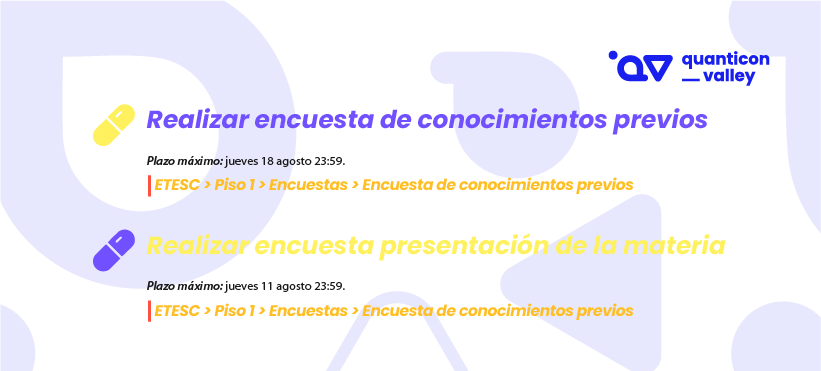 quanticon
_ valley
Realizar encuesta de conocimientos previos
Plazo máximo: jueves 18 agosto 23:59.
ETESC > Piso 1 > Encuestas > Encuesta de conocimientos previos
Realizar encuesta presentación de la materia
Plazo máximo: jueves 11 agosto 23:59.
ETESC > Piso 1 > Encuestas > Encuesta de conocimientos previos